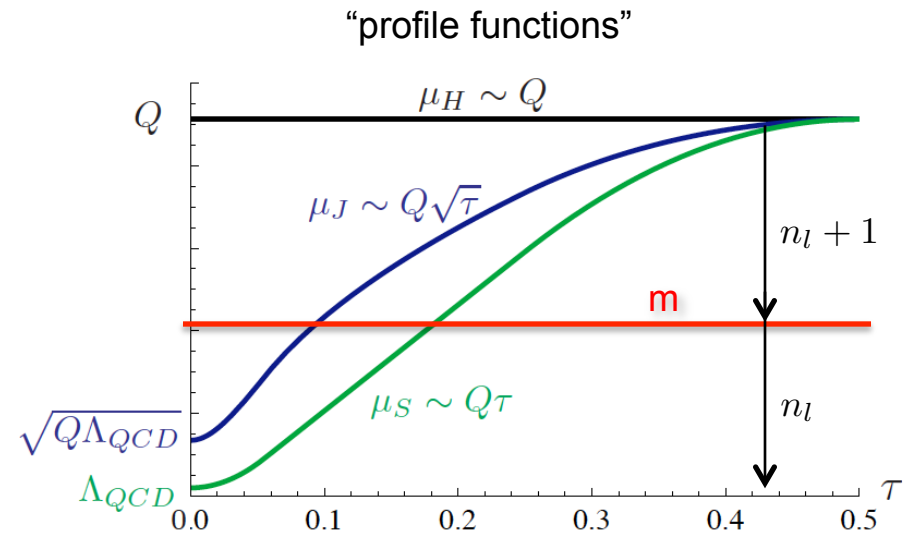 “profile functions”
Q
μ_H ∼ Q
μ_J ∼ Q√τ
n_l + 1
m
μ_S ∼ Qτ
n_l
√QΛ_QCD
Λ_QCD
τ
0.0 0.1 0.2 0.3 0.4 0.5